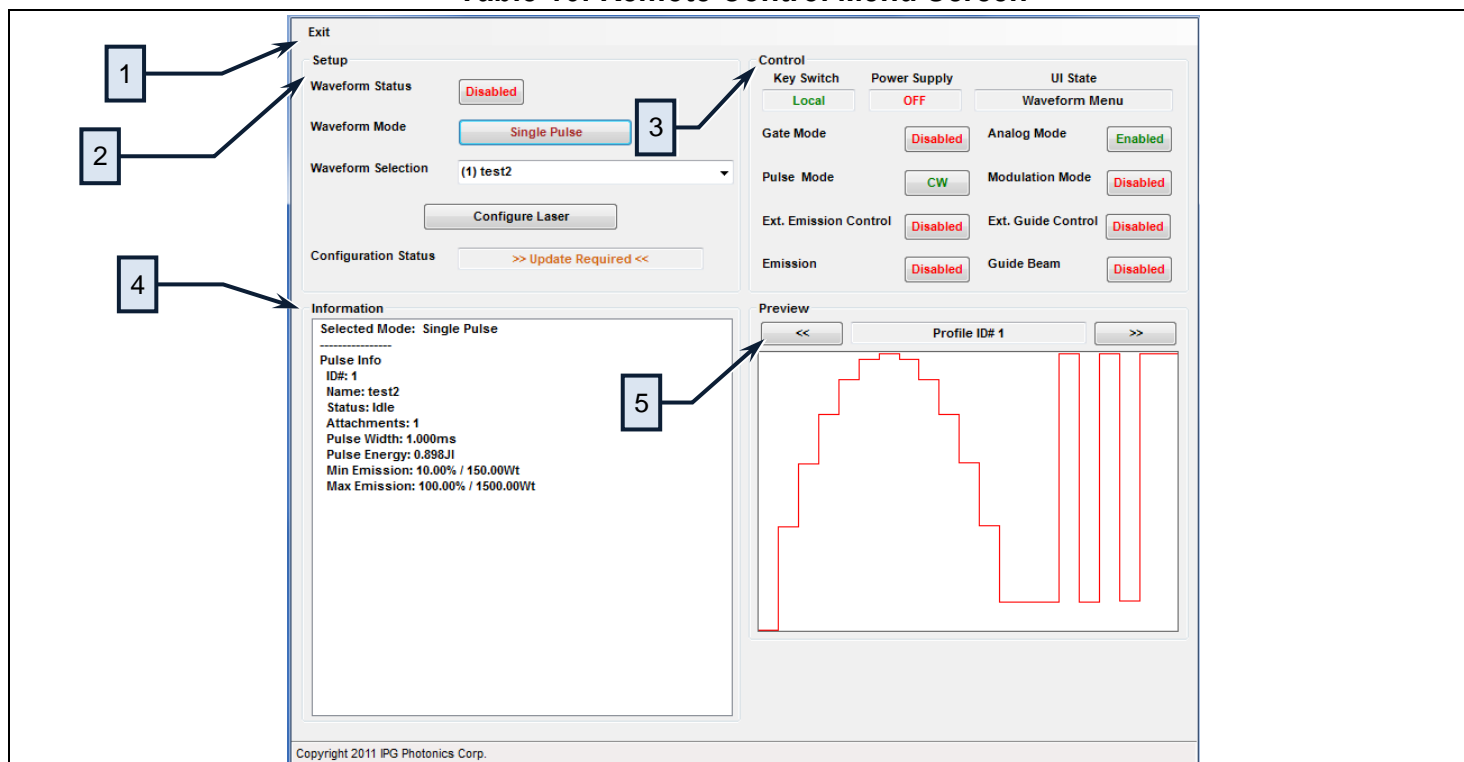 Exit
1
Setup
Waveform Status Disabled
Waveform Mode Single Pulse
2
Waveform Selection (1) test2
Configure Laser
Configuration Status >> Update Required <<
3
Control
Key Switch Power Supply UI State
Local OFF Waveform Menu
Gate Mode Disabled Analog Mode Enabled
Pulse Mode CW Modulation Mode Disabled
Ext. Emission Control Disabled Ext. Guide Control Disabled
Emission Disabled Guide Beam Disabled
4
Information
Selected Mode: Single Pulse
----------------
Pulse Info
ID#: 1
Name: test2
Status: Idle
Attachments: 1
Pulse Width: 1.000ms
Pulse Energy: 0.898Jl
Min Emission: 10.00% / 150.00Wt
Max Emission: 100.00% / 1500.00Wt
5
Preview
<< Profile ID# 1 >>
Copyright 2011 IPG Photonics Corp.